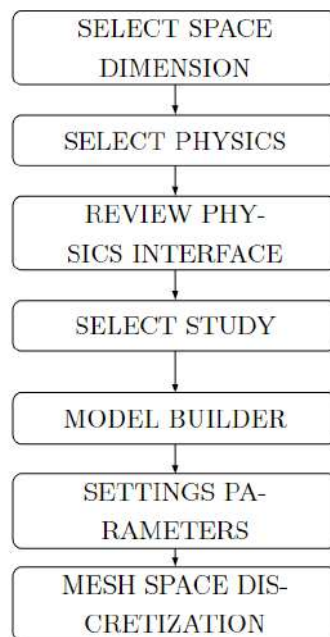 SELECT SPACE
DIMENSION
SELECT PHYSICS
REVIEW PHY-
SICS INTERFACE
SELECT STUDY
MODEL BUILDER
SETTINGS PA-
RAMETERS
MESH SPACE DIS-
CRETIZATION